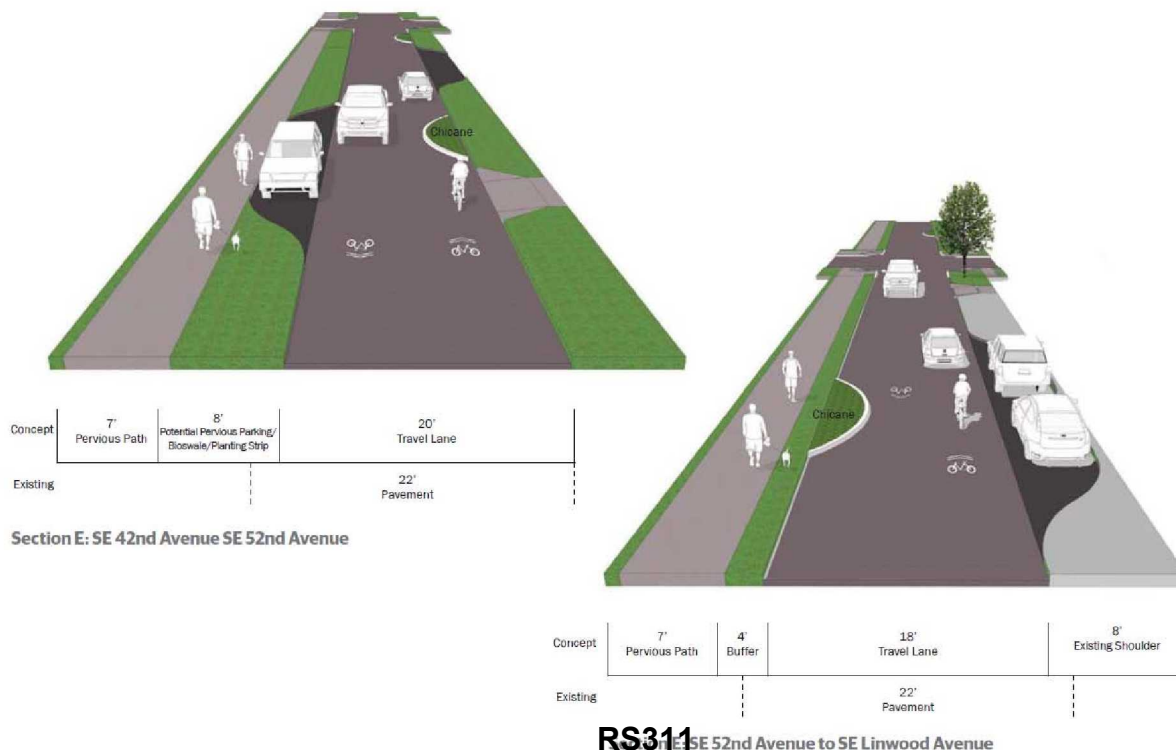 Chicane
Concept
7'
Pervious Path
8'
Potential Pervious Parking/
Bioswale/Planting Strip
20'
Travel Lane
Existing
22'
Pavement
Section E: SE 42nd Avenue SE 52nd Avenue
Chicane
Concept
7'
Pervious Path
4'
Buffer
18'
Travel Lane
8'
Existing Shoulder
Existing
22'
Pavement
RS311
E: SE 52nd Avenue to SE Linwood Avenue